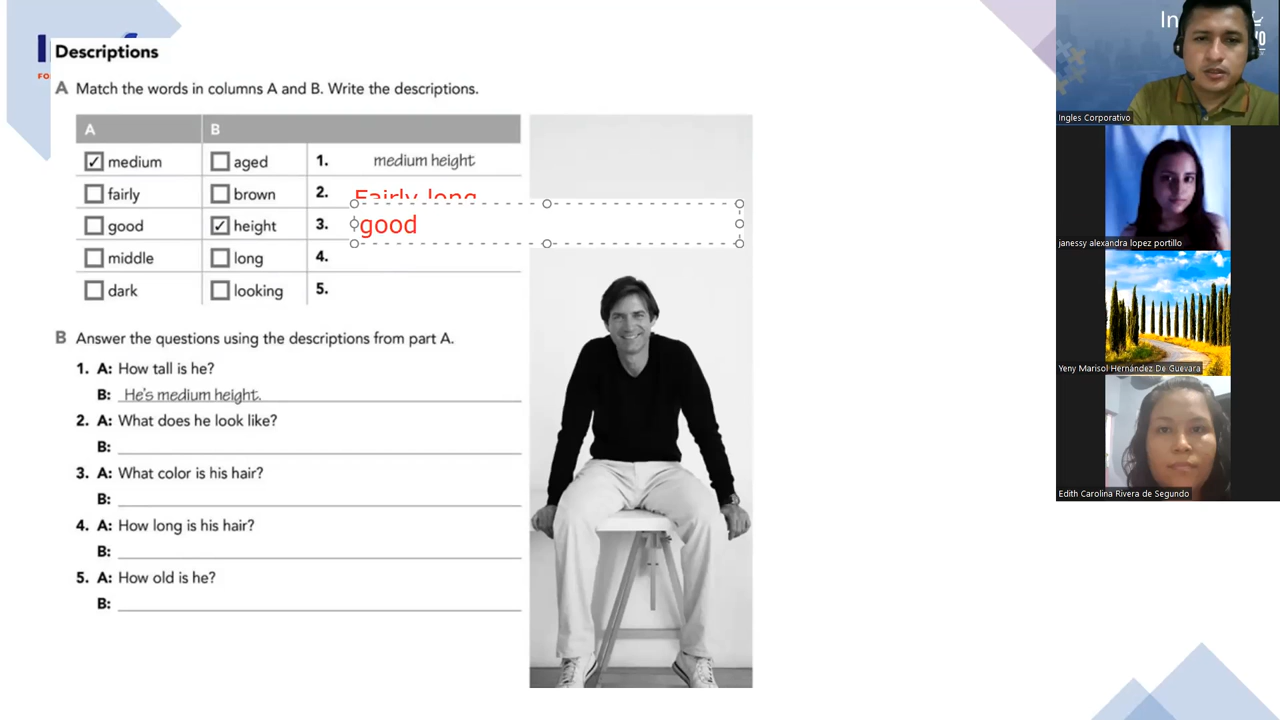 Descriptions
A Match the words in columns A and B. Write the descriptions.
A B
medium aged 1. medium height
fairly brown 2. Fairly long
good height 3. good
middle long 4.
dark looking 5.
B Answer the questions using the descriptions from part A.
1. A: How tall is he?
B: He's medium height.
2. A: What does he look like?
B:
3. A: What color is his hair?
B:
4. A: How long is his hair?
B:
5. A: How old is he?
B:
Ingles Corporativo
janessy alexandra lopez portillo
Yeny Marisol Hernández De Guevara
Edith Carolina Rivera de Segundo